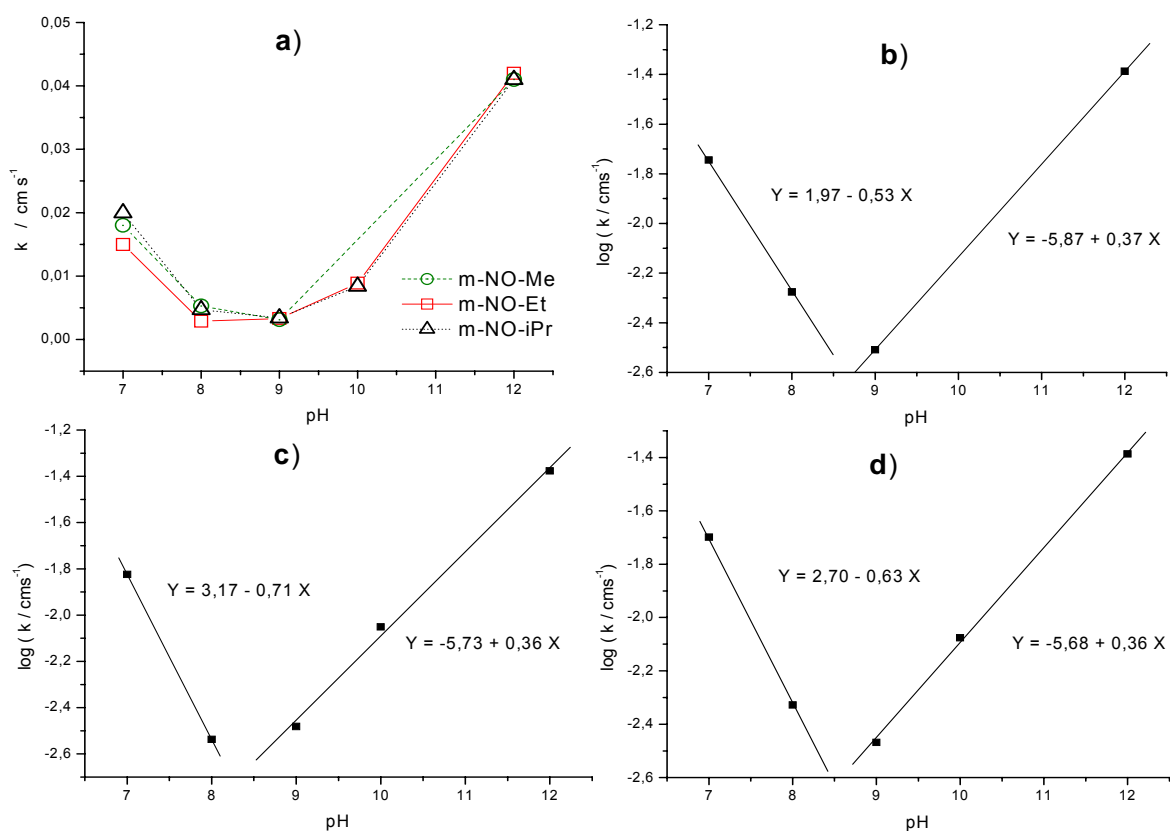 a)
0,05
0,04
0,03
0,02
0,01
0,00
k / cm s⁻¹
m-NO-Me
m-NO-Et
m-NO-iPr
7 8 9 10 11 12
pH
b)
-1,2
-1,4
-1,6
-1,8
-2,0
-2,2
-2,4
-2,6
log ( k / cms⁻¹)
Y = 1,97 - 0,53 X
Y = -5,87 + 0,37 X
7 8 9 10 11 12
pH
c)
-1,2
-1,4
-1,6
-1,8
-2,0
-2,2
-2,4
-2,6
log ( k / cms⁻¹)
Y = 3,17 - 0,71 X
Y = -5,73 + 0,36 X
7 8 9 10 11 12
pH
d)
-1,4
-1,6
-1,8
-2,0
-2,2
-2,4
-2,6
log ( k / cms⁻¹)
Y = 2,70 - 0,63 X
Y = -5,68 + 0,36 X
7 8 9 10 11 12
pH